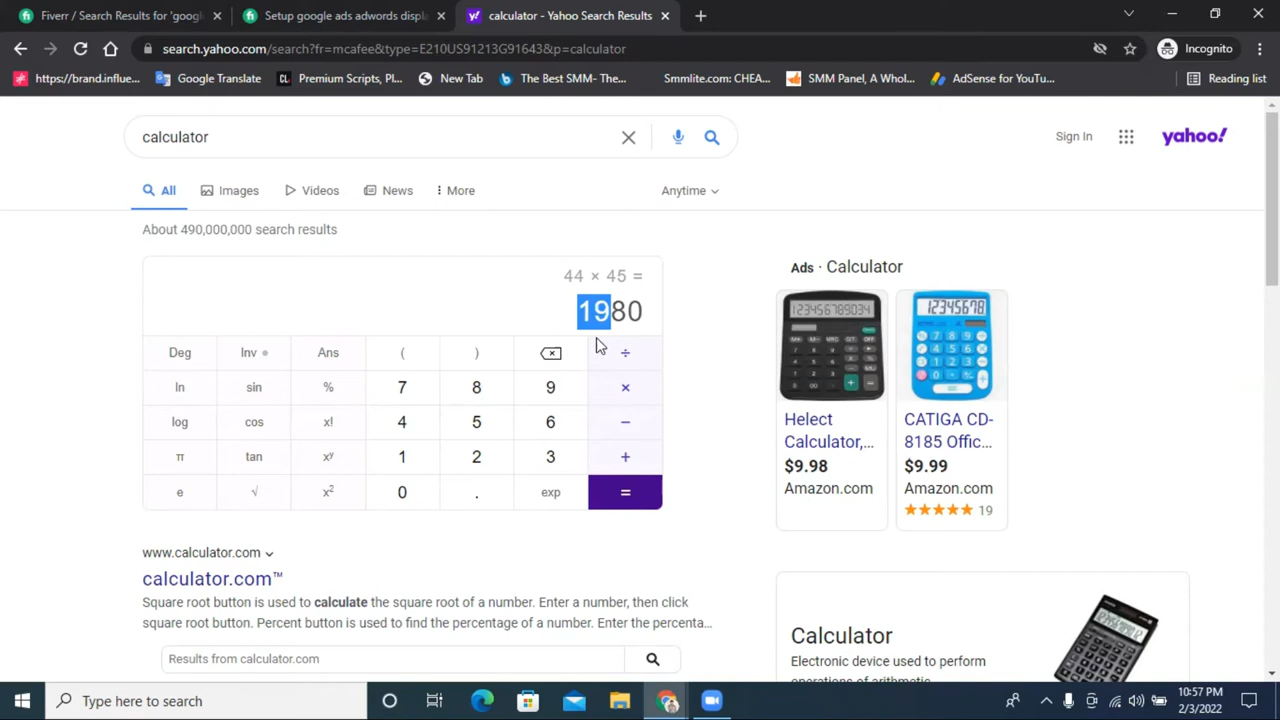 Fiverr / Search Results for 'goog
Setup google ads adwords displ
calculator - Yahoo Search Results
search.yahoo.com/search?fr=mcafee&type=E210US91213G91643&p=calculator
Incognito
https://brand.influe...
Google Translate
CL
Premium Scripts, Pl...
New Tab
b
The Best SMM- The...
Smmlite.com: CHEA...
SMM Panel, A Whol...
AdSense for YouTu...
Reading list
calculator
Sign In
yahoo!
All
Images
Videos
News
More
Anytime
About 490,000,000 search results
44 × 45 =
1980
Deg Inv Ans ( ) ÷
ln sin % 7 8 9 ×
log cos x! 4 5 6 −
π tan xʸ 1 2 3 +
e √ x² 0 . exp =
Ads · Calculator
Helect
Calculator,...
$9.98
Amazon.com
CATIGA CD-
8185 Offic...
$9.99
Amazon.com
19
www.calculator.com
calculator.com™
Square root button is used to calculate the square root of a number. Enter a number, then click
square root button. Percent button is used to find the percentage of a number. Enter the percenta...
Results from calculator.com
Calculator
Electronic device used to perform
operations of arithmetic
Type here to search
10:57 PM
2/3/2022